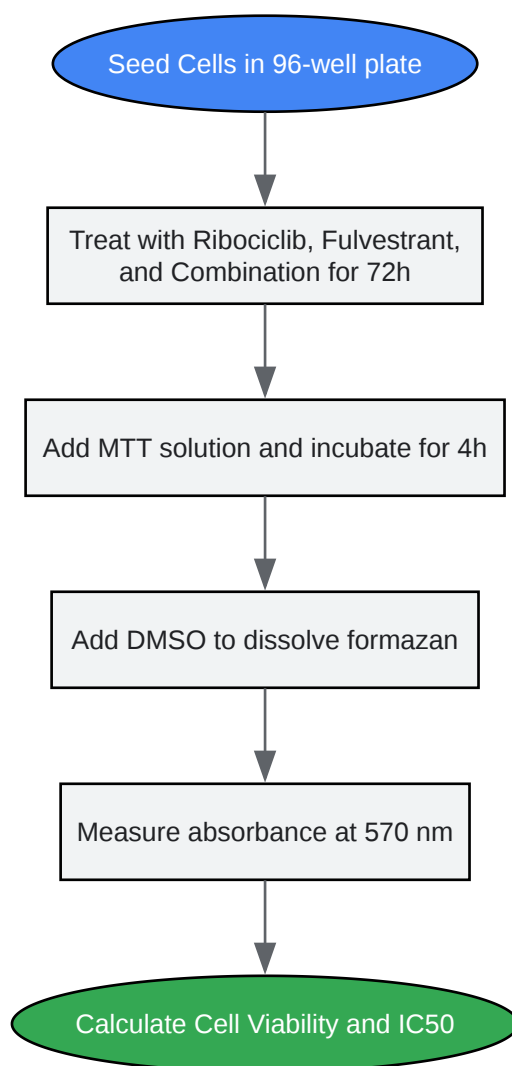 Seed Cells in 96-well plate
Treat with Ribociclib, Fulvestrant,
and Combination for 72h
Add MTT solution and incubate for 4h
Add DMSO to dissolve formazan
Measure absorbance at 570 nm
Calculate Cell Viability and IC50